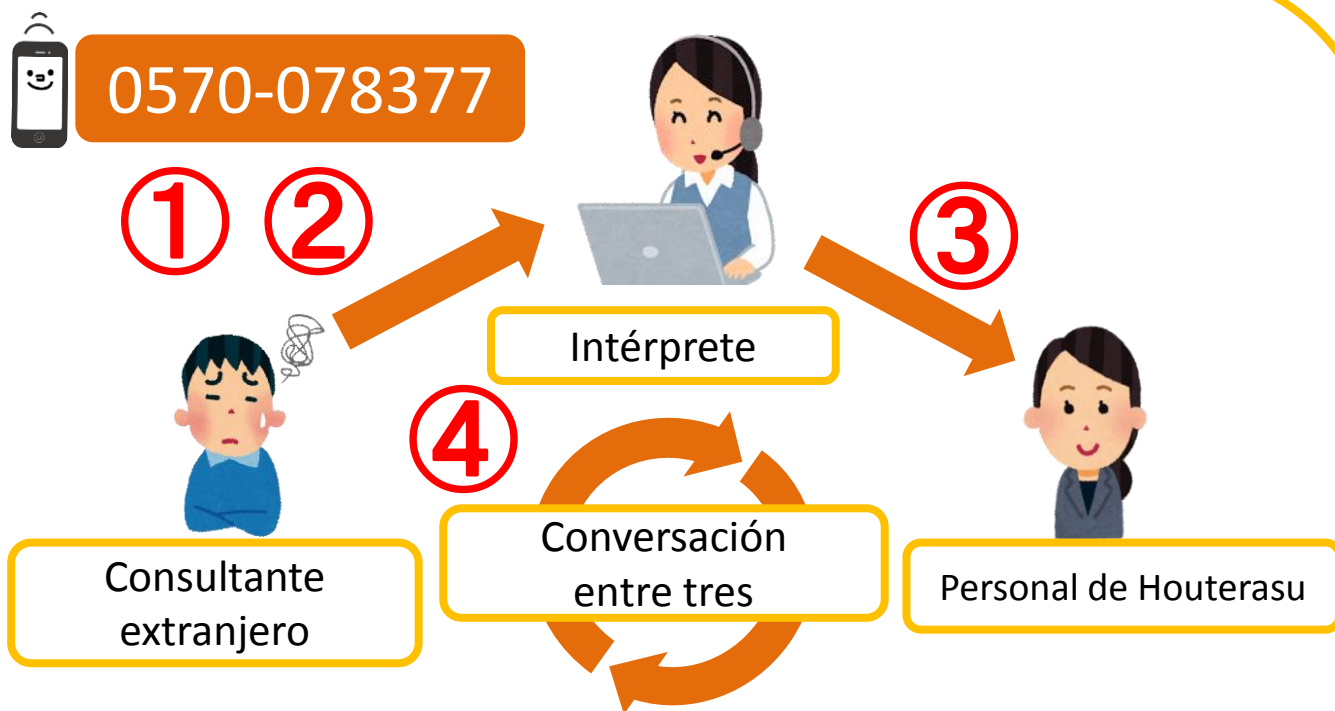 0570-078377
① ②
③
Intérprete
④
Conversación
entre tres
Consultante
extranjero
Personal de Houterasu